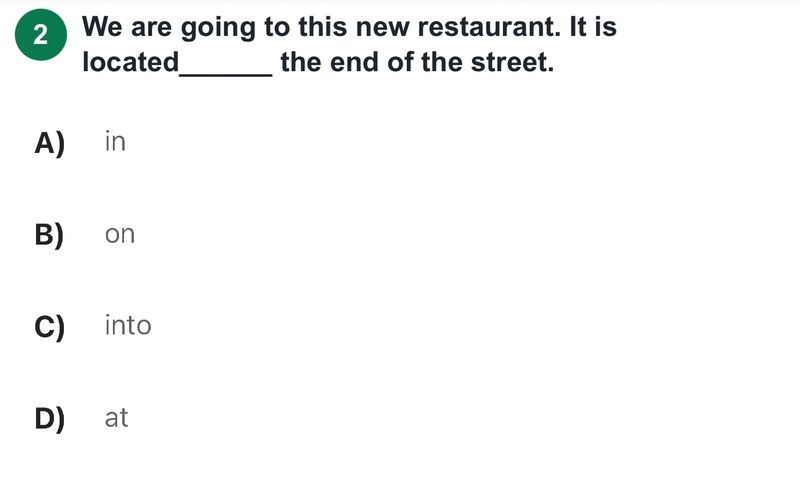 2 We are going to this new restaurant. It is
located______ the end of the street.
A) in
B) on
C) into
D) at